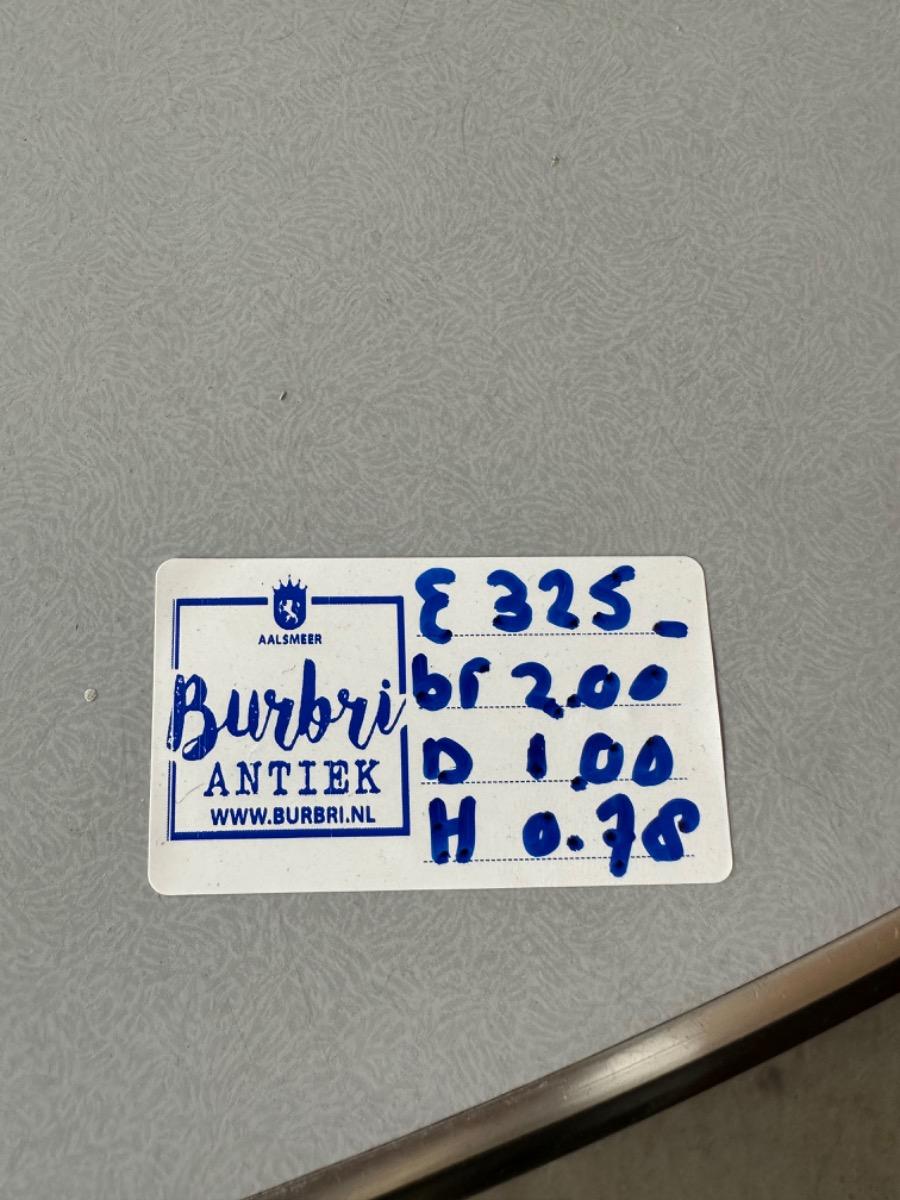 AALSMEER
Burbri
ANTIEK
WWW.BURBRI.NL
€ 325_
br 2.00
D 1.00
H 0.78